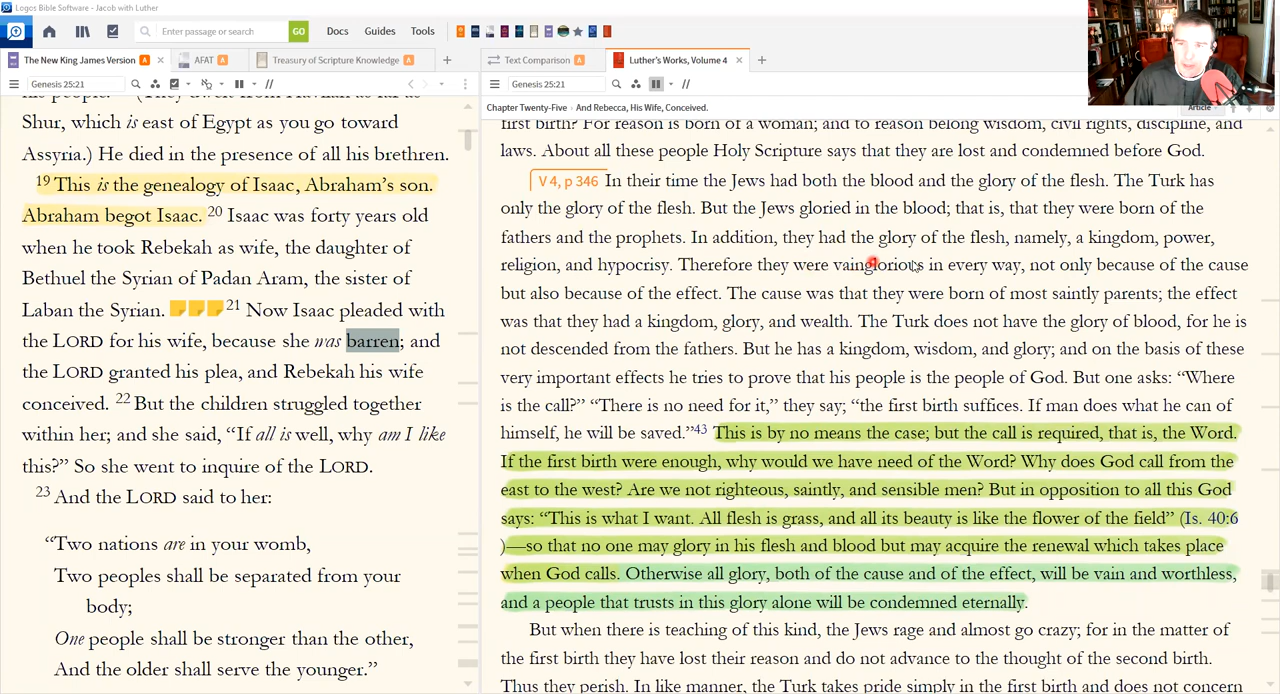 Logos Bible Software - Jacob with Luther
Enter passage or search
GO
Docs
Guides
Tools
The New King James Version A
AFAT A
Treasury of Scripture Knowledge A
Text Comparison A
Luther's Works, Volume 4
Genesis 25:21
Genesis 25:21
Chapter Twenty-Five · And Rebecca, His Wife, Conceived.
Article
Shur, which is east of Egypt as you go toward
Assyria.) He died in the presence of all his brethren.
19 This is the genealogy of Isaac, Abraham's son.
Abraham begot Isaac. 20 Isaac was forty years old
when he took Rebekah as wife, the daughter of
Bethuel the Syrian of Padan Aram, the sister of
Laban the Syrian. 21 Now Isaac pleaded with
the LORD for his wife, because she was barren; and
the LORD granted his plea, and Rebekah his wife
conceived. 22 But the children struggled together
within her; and she said, "If all is well, why am I like
this?" So she went to inquire of the LORD.
23 And the LORD said to her:
"Two nations are in your womb,
Two peoples shall be separated from your
body;
One people shall be stronger than the other,
And the older shall serve the younger."
first birth? For reason is born of a woman; and to reason belong wisdom, civil rights, discipline, and
laws. About all these people Holy Scripture says that they are lost and condemned before God.
V 4, p 346 In their time the Jews had both the blood and the glory of the flesh. The Turk has
only the glory of the flesh. But the Jews gloried in the blood; that is, that they were born of the
fathers and the prophets. In addition, they had the glory of the flesh, namely, a kingdom, power,
religion, and hypocrisy. Therefore they were vainglorious in every way, not only because of the cause
but also because of the effect. The cause was that they were born of most saintly parents; the effect
was that they had a kingdom, glory, and wealth. The Turk does not have the glory of blood, for he is
not descended from the fathers. But he has a kingdom, wisdom, and glory; and on the basis of these
very important effects he tries to prove that his people is the people of God. But one asks: "Where
is the call?" "There is no need for it," they say; "the first birth suffices. If man does what he can of
himself, he will be saved."43 This is by no means the case; but the call is required, that is, the Word.
If the first birth were enough, why would we have need of the Word? Why does God call from the
east to the west? Are we not righteous, saintly, and sensible men? But in opposition to all this God
says: "This is what I want. All flesh is grass, and all its beauty is like the flower of the field" (Is. 40:6
)—so that no one may glory in his flesh and blood but may acquire the renewal which takes place
when God calls. Otherwise all glory, both of the cause and of the effect, will be vain and worthless,
and a people that trusts in this glory alone will be condemned eternally.
But when there is teaching of this kind, the Jews rage and almost go crazy; for in the matter of
the first birth they have lost their reason and do not advance to the thought of the second birth.
Thus they perish. In like manner, the Turk takes pride simply in the first birth and does not concern